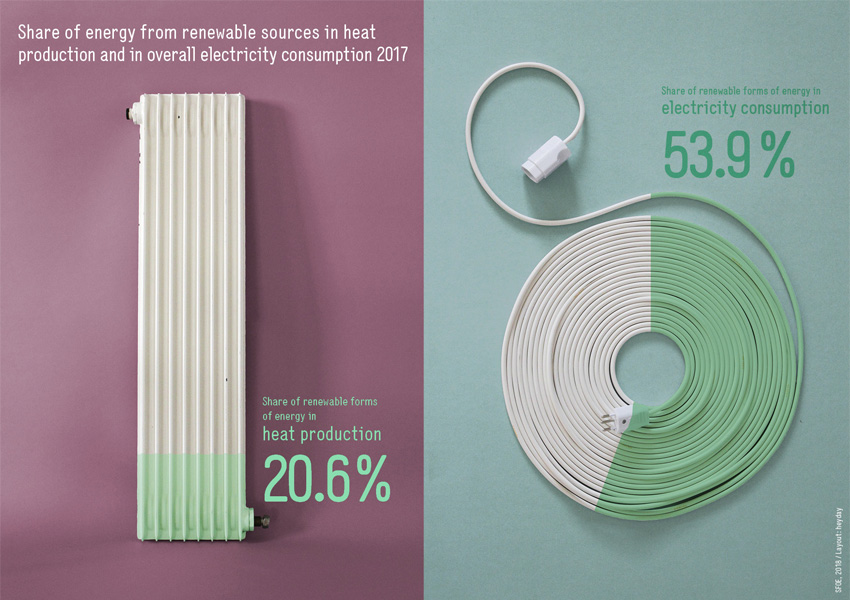 Share of energy from renewable sources in heat
production and in overall electricity consumption 2017
Share of renewable forms
of energy in
heat production
20.6%
Share of renewable forms of energy in
electricity consumption
53.9%
SFOE, 2018 / Layout: heyday